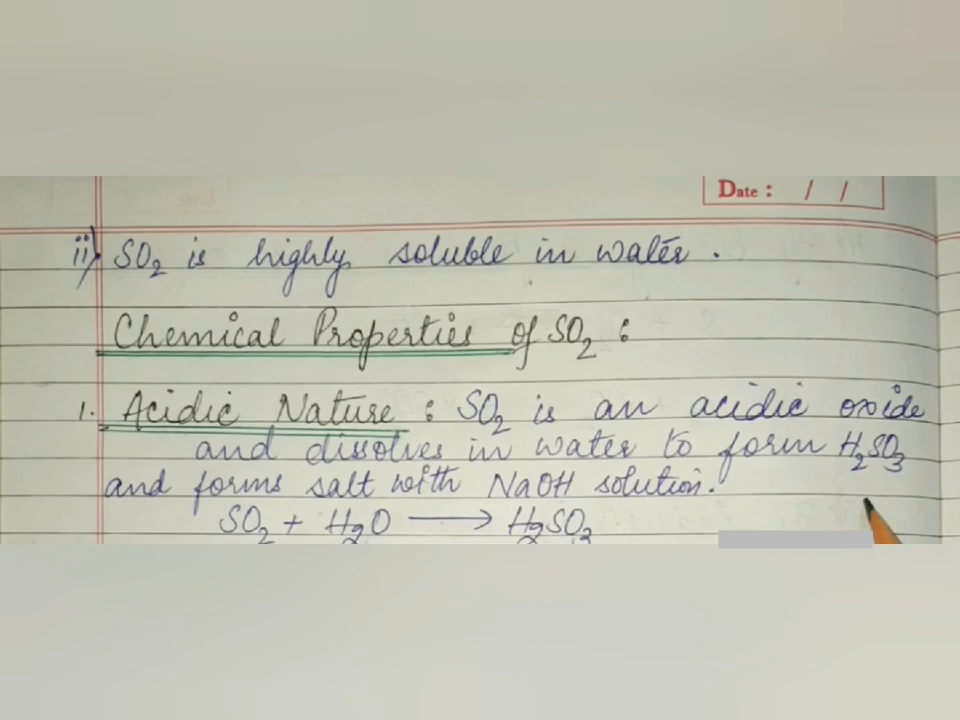 Date : / /
ii) SO₂ is highly soluble in water .
Chemical Properties of SO₂ :
1. Acidic Nature : SO₂ is an acidic oxide
and dissolves in water to form H₂SO₃
and forms salt with NaOH solution.
SO₂ + H₂O ⟶ H₂SO₃